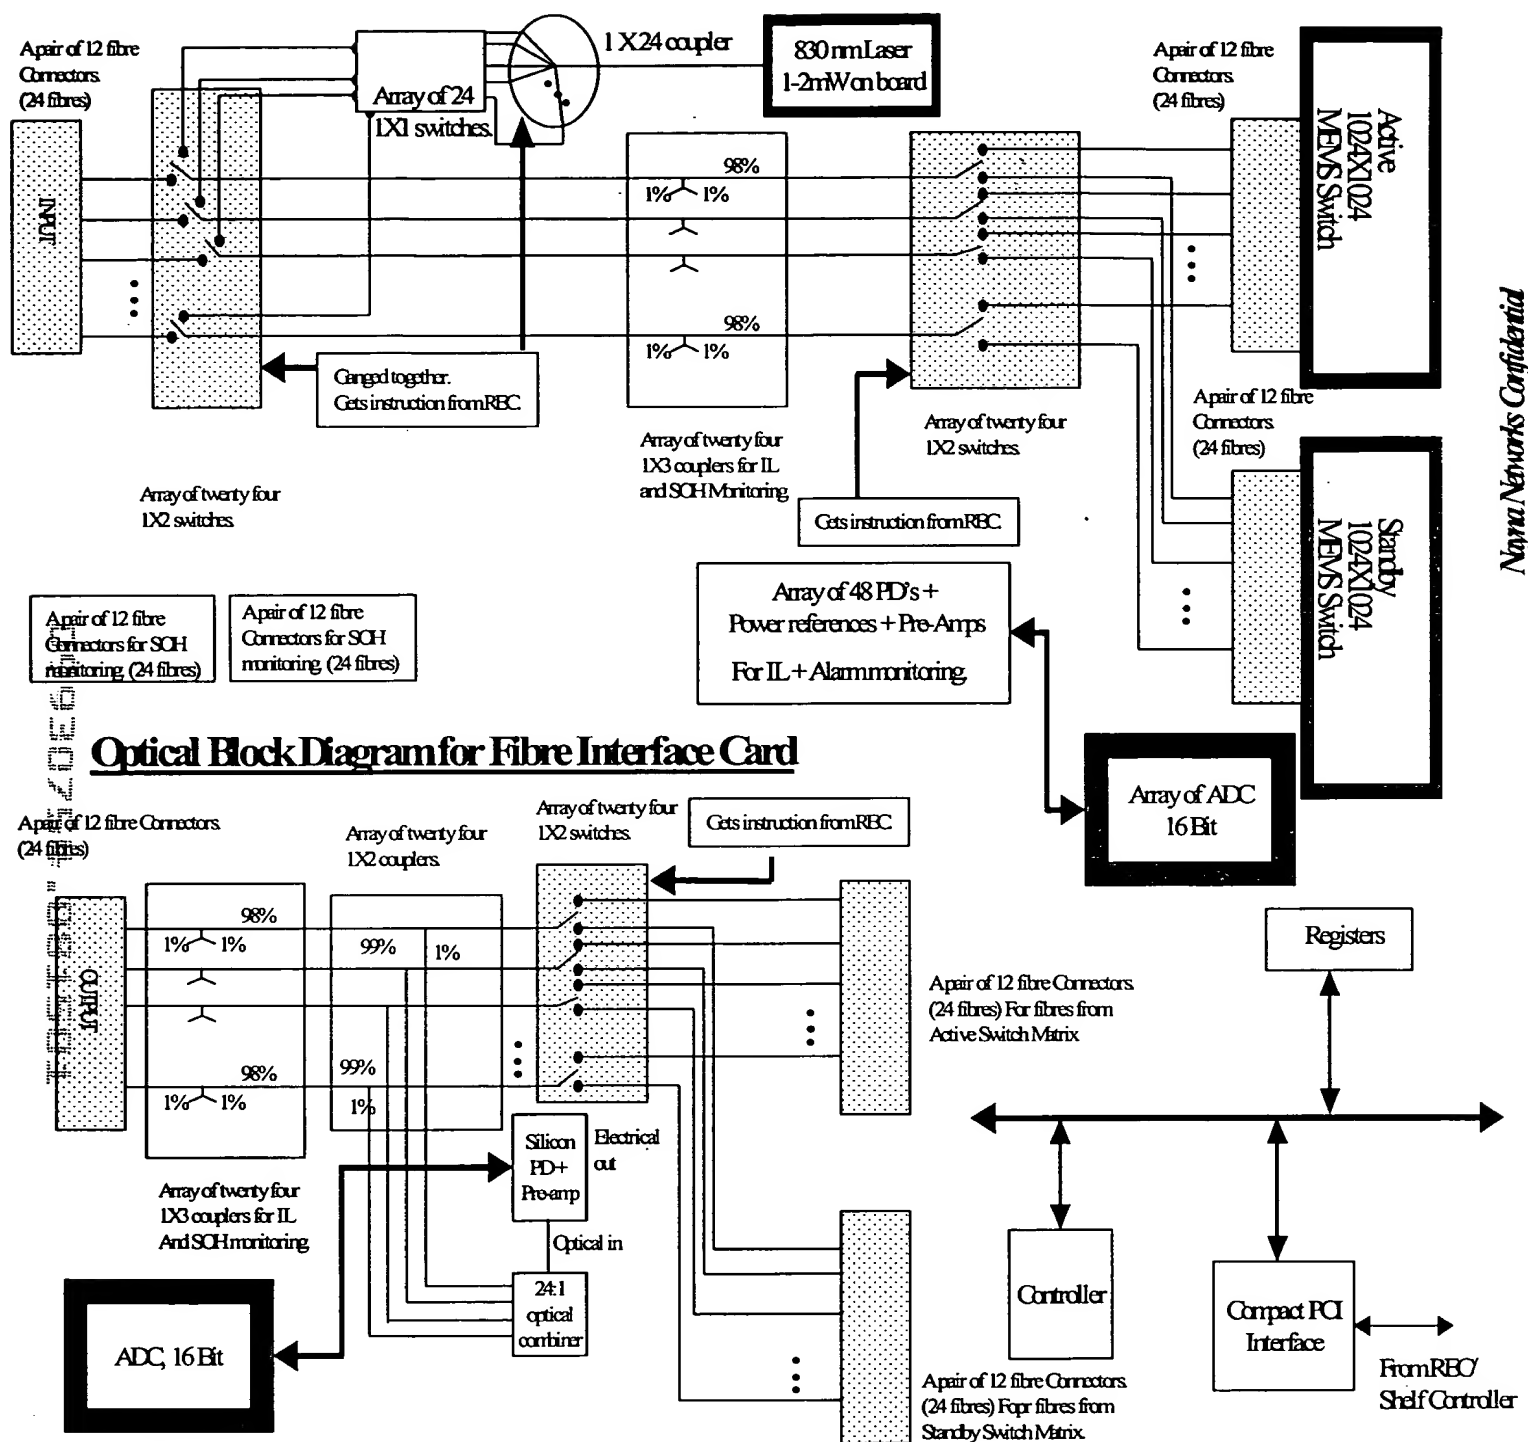 A pair of 12 fibre
Connectors.
(24 fibres)
Array of 24
1X1 switches.
1 X 24 coupler
830 nm Laser
1-2mW on board
A pair of 12 fibre
Connectors.
(24 fibres)
Active
1024X1024
MEMS Switch
INPUT
98%
1%
1%
98%
1%
1%
Ganged together.
Gets instruction from REC.
Array of twenty four
1X2 switches.
Array of twenty four
1X3 couplers for IL
and SOH Monitoring
Array of twenty four
1X2 switches.
Gets instruction from REC.
A pair of 12 fibre
Connectors.
(24 fibres)
Standby
1024X1024
MEMS Switch
Nayna Networks Confidential
A pair of 12 fibre
Connectors for SOH
monitoring. (24 fibres)
A pair of 12 fibre
Connectors for SOH
monitoring. (24 fibres)
Array of 48 PD's +
Power references + Pre-Amps
For IL + Alarm monitoring.
Optical Block Diagram for Fibre Interface Card
Array of ADC
16 Bit
A pair of 12 fibre Connectors.
(24 fibres)
Array of twenty four
1X2 couplers.
Array of twenty four
1X2 switches.
Gets instruction from REC.
OUTPUT
98%
1%
1%
99%
1%
98%
1%
1%
99%
1%
A pair of 12 fibre Connectors.
(24 fibres) For fibres from
Active Switch Matrix
Registers
Silicon
PD +
Pre-amp
Electrical
out
Array of twenty four
1X3 couplers for IL
And SOH monitoring
Optical in
24:1
optical
combiner
ADC, 16 Bit
Controller
Compact PCI
Interface
From REC/
Shelf Controller
A pair of 12 fibre Connectors.
(24 fibres) Fopr fibres from
Standby Switch Matrix.